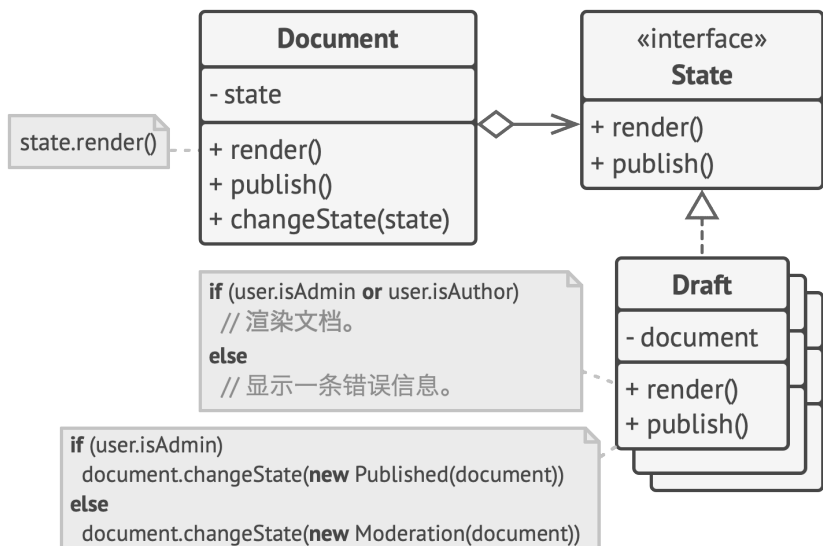 Document
- state
+ render()
+ publish()
+ changeState(state)
«interface»
State
+ render()
+ publish()
state.render()
Draft
- document
+ render()
+ publish()
if (user.isAdmin or user.isAuthor)
// 渲染文档。
else
// 显示一条错误信息。
if (user.isAdmin)
document.changeState(new Published(document))
else
document.changeState(new Moderation(document))